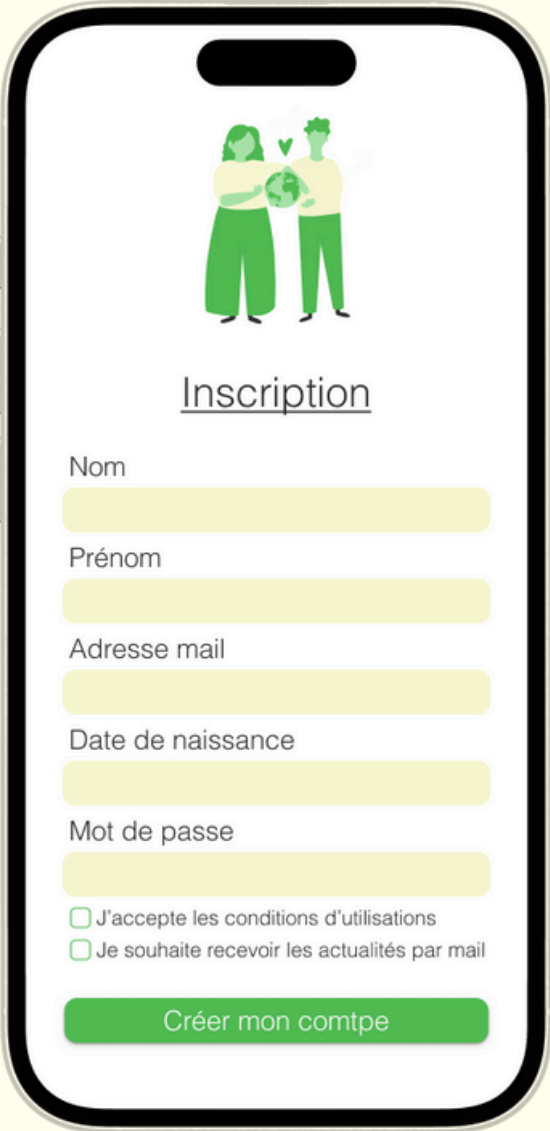 Inscription
Nom
Prénom
Adresse mail
Date de naissance
Mot de passe
J'accepte les conditions d'utilisations
Je souhaite recevoir les actualités par mail
Créer mon comtpe